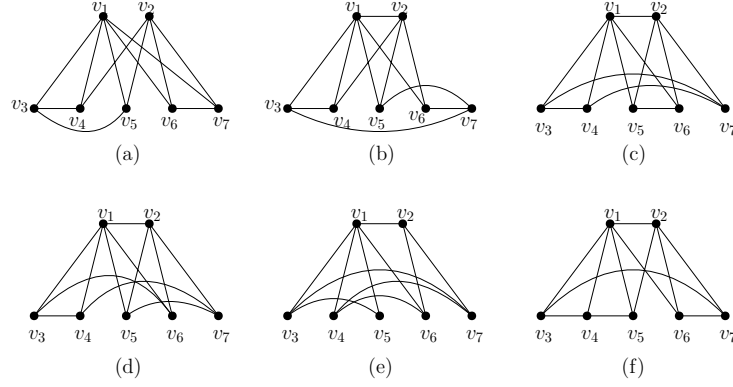 v₁ v₂ v₁ v₂ v₁ v₂
v₃ v₄ v₅ v₆ v₇ v₃ v₄ v₅ v₆ v₇ v₃ v₄ v₅ v₆ v₇
(a) (b) (c)
v₁ v₂ v₁ v₂ v₁ v₂
v₃ v₄ v₅ v₆ v₇ v₃ v₄ v₅ v₆ v₇ v₃ v₄ v₅ v₆ v₇
(d) (e) (f)